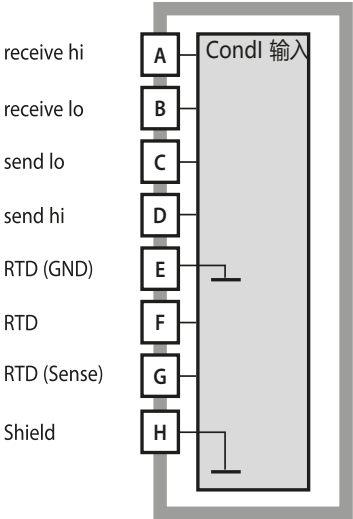 CondI 输入
receive hi A
receive lo B
send lo C
send hi D
RTD (GND) E
RTD F
RTD (Sense) G
Shield H